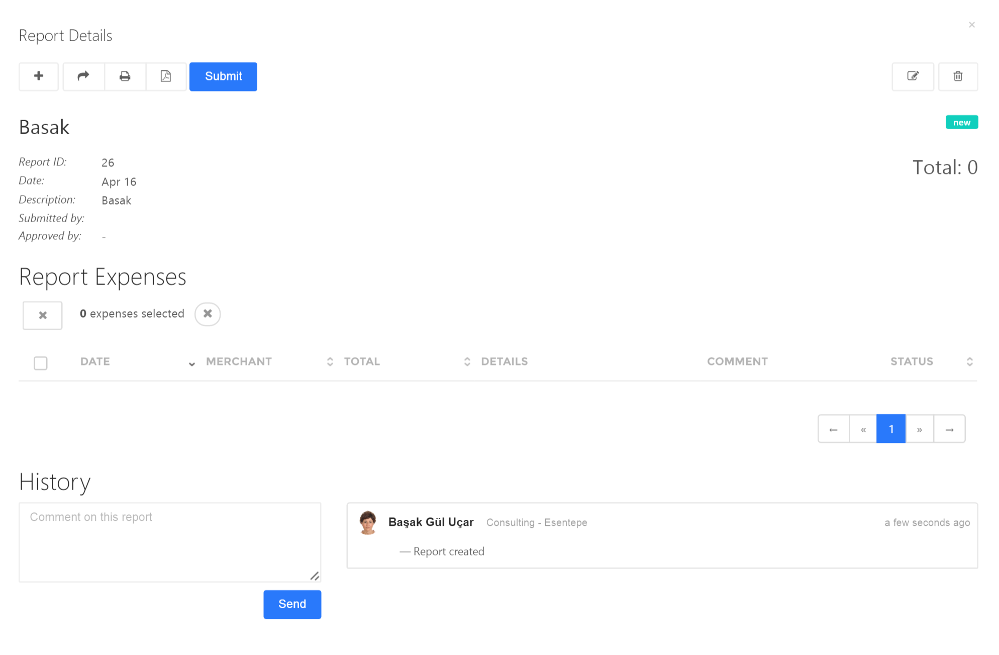 ×
Report Details
Submit
Basak
new
Report ID: 26
Total: 0
Date: Apr 16
Description: Basak
Submitted by:
Approved by: -
Report Expenses
0 expenses selected
DATE MERCHANT TOTAL DETAILS COMMENT STATUS
← « 1 » →
History
Comment on this report
Başak Gül Uçar Consulting - Esentepe a few seconds ago
— Report created
Send